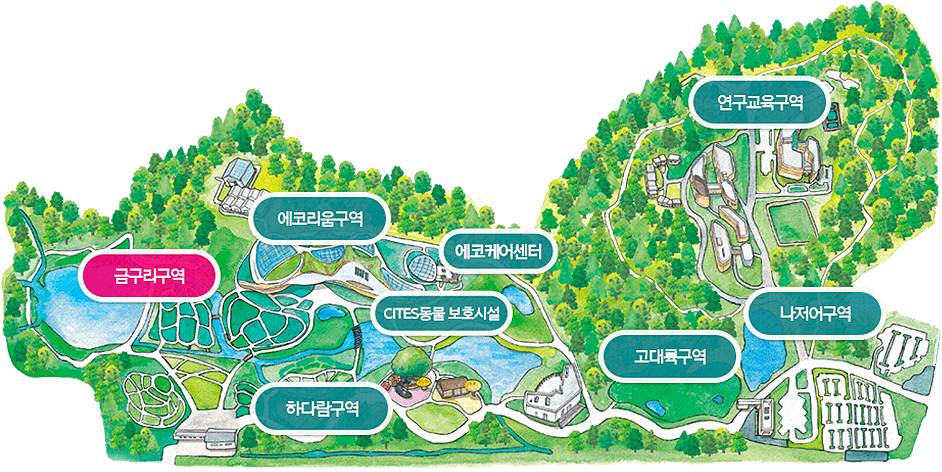 연구교육구역
에코리움구역
에코케어센터
금구리구역
CITES동물 보호시설
나저어구역
고대륙구역
하다람구역